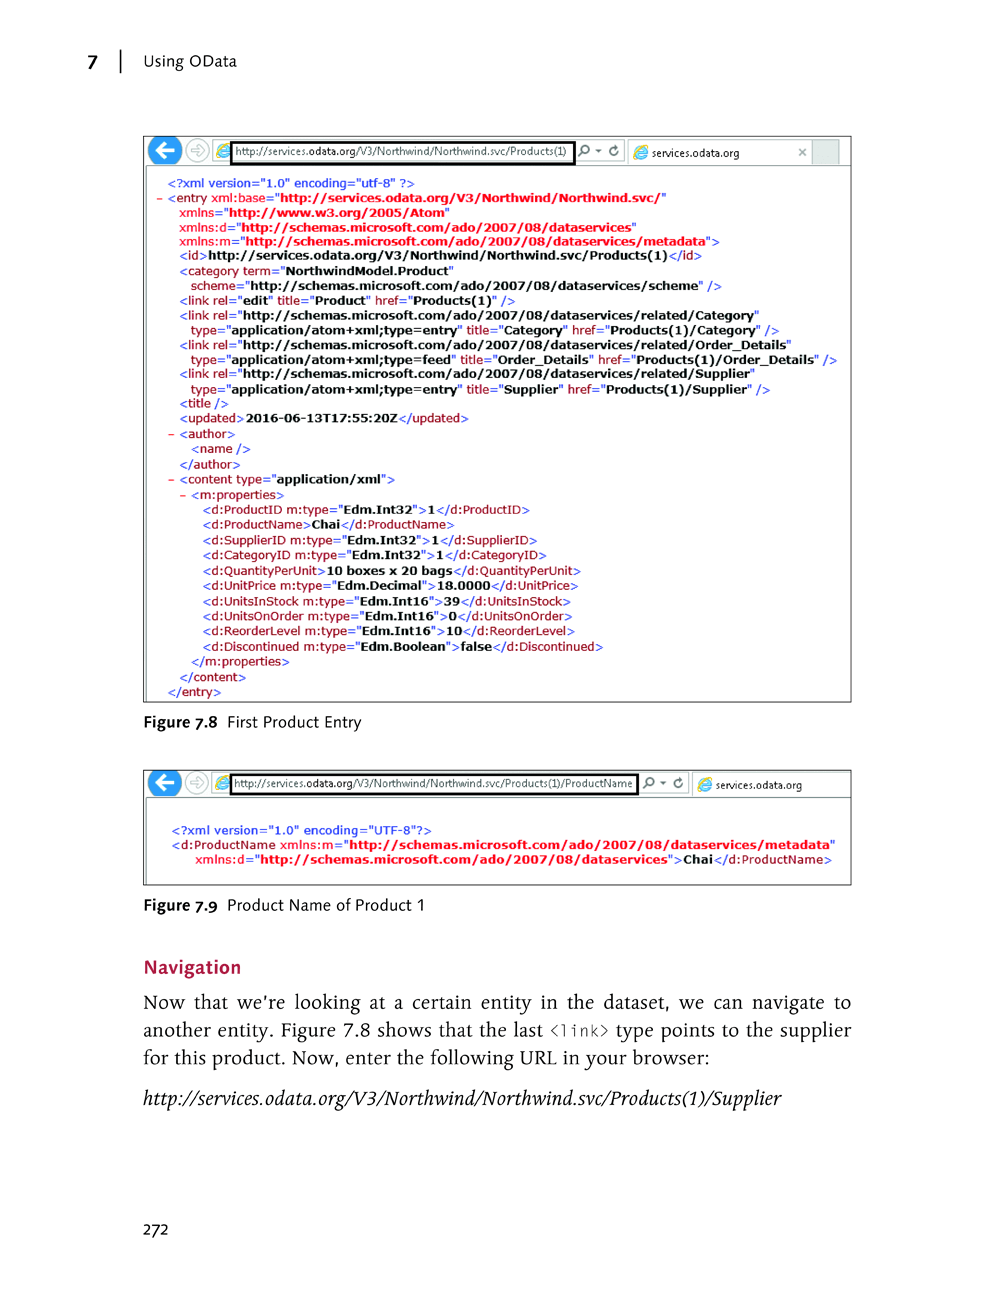 7 Using OData
http://services.odata.org/V3/Northwind/Northwind.svc/Products(1) services.odata.org
<?xml version="1.0" encoding="utf-8" ?>
– <entry xml:base="http://services.odata.org/V3/Northwind/Northwind.svc/"
xmlns="http://www.w3.org/2005/Atom"
xmlns:d="http://schemas.microsoft.com/ado/2007/08/dataservices"
xmlns:m="http://schemas.microsoft.com/ado/2007/08/dataservices/metadata">
<id>http://services.odata.org/V3/Northwind/Northwind.svc/Products(1)</id>
<category term="NorthwindModel.Product"
scheme="http://schemas.microsoft.com/ado/2007/08/dataservices/scheme" />
<link rel="edit" title="Product" href="Products(1)" />
<link rel="http://schemas.microsoft.com/ado/2007/08/dataservices/related/Category"
type="application/atom+xml;type=entry" title="Category" href="Products(1)/Category" />
<link rel="http://schemas.microsoft.com/ado/2007/08/dataservices/related/Order_Details"
type="application/atom+xml;type=feed" title="Order_Details" href="Products(1)/Order_Details" />
<link rel="http://schemas.microsoft.com/ado/2007/08/dataservices/related/Supplier"
type="application/atom+xml;type=entry" title="Supplier" href="Products(1)/Supplier" />
<title />
<updated>2016-06-13T17:55:20Z</updated>
– <author>
<name />
</author>
– <content type="application/xml">
– <m:properties>
<d:ProductID m:type="Edm.Int32">1</d:ProductID>
<d:ProductName>Chai</d:ProductName>
<d:SupplierID m:type="Edm.Int32">1</d:SupplierID>
<d:CategoryID m:type="Edm.Int32">1</d:CategoryID>
<d:QuantityPerUnit>10 boxes x 20 bags</d:QuantityPerUnit>
<d:UnitPrice m:type="Edm.Decimal">18.0000</d:UnitPrice>
<d:UnitsInStock m:type="Edm.Int16">39</d:UnitsInStock>
<d:UnitsOnOrder m:type="Edm.Int16">0</d:UnitsOnOrder>
<d:ReorderLevel m:type="Edm.Int16">10</d:ReorderLevel>
<d:Discontinued m:type="Edm.Boolean">false</d:Discontinued>
</m:properties>
</content>
</entry>
Figure 7.8 First Product Entry
http://services.odata.org/V3/Northwind/Northwind.svc/Products(1)/ProductName services.odata.org
<?xml version="1.0" encoding="UTF-8"?>
<d:ProductName xmlns:m="http://schemas.microsoft.com/ado/2007/08/dataservices/metadata"
xmlns:d="http://schemas.microsoft.com/ado/2007/08/dataservices">Chai</d:ProductName>
Figure 7.9 Product Name of Product 1
Navigation
Now that we're looking at a certain entity in the dataset, we can navigate to
another entity. Figure 7.8 shows that the last <link> type points to the supplier
for this product. Now, enter the following URL in your browser:
http://services.odata.org/V3/Northwind/Northwind.svc/Products(1)/Supplier
272